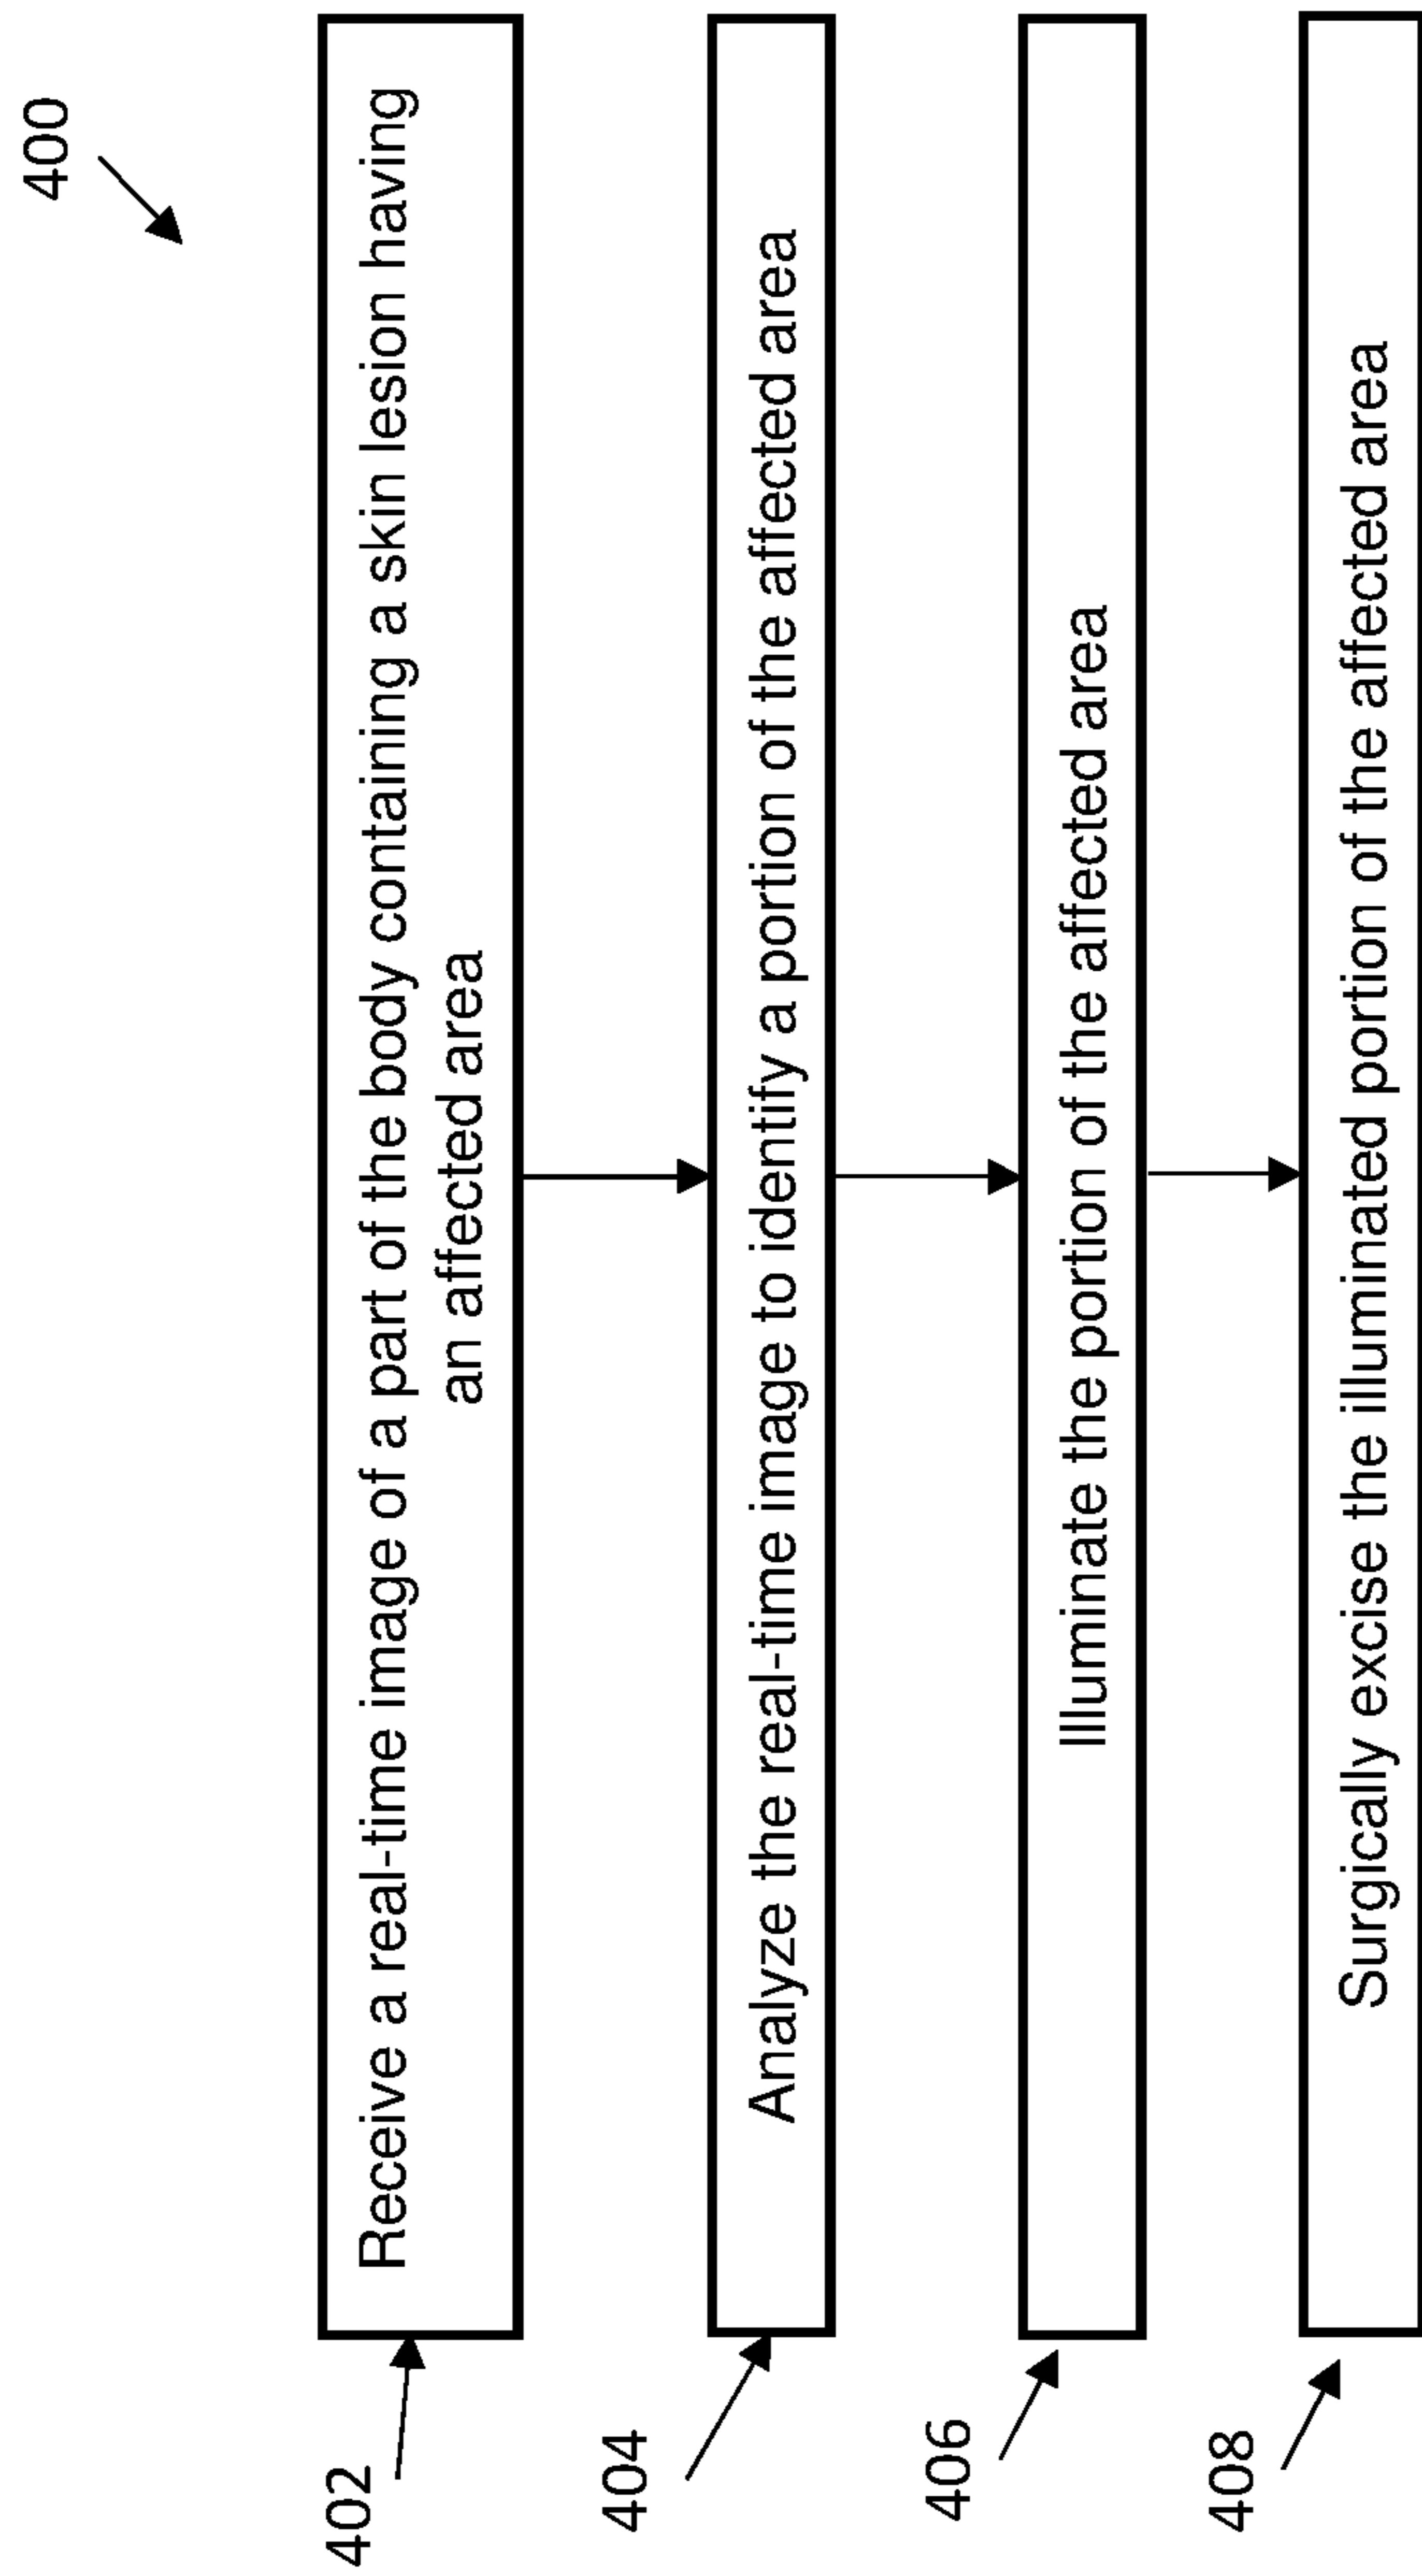 400
402
Receive a real-time image of a part of the body containing a skin lesion having
an affected area
404
Analyze the real-time image to identify a portion of the affected area
406
Illuminate the portion of the affected area
408
Surgically excise the illuminated portion of the affected area